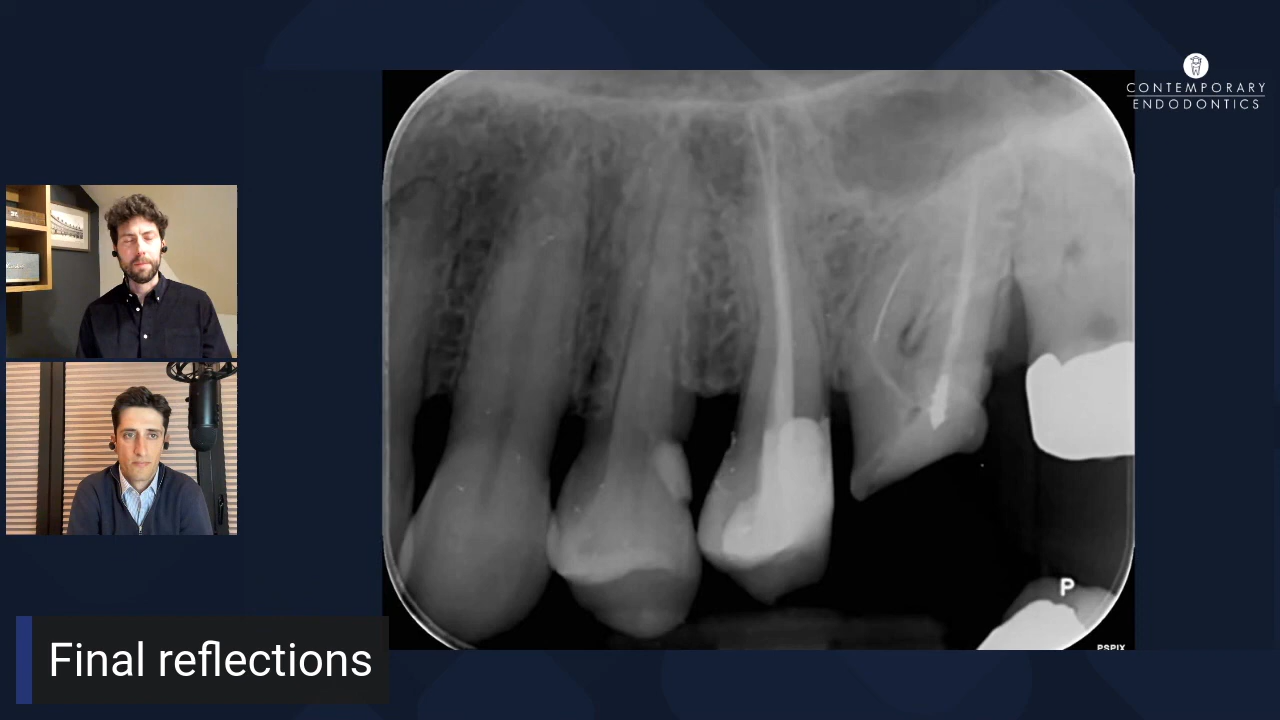 CONTEMPORARY
ENDODONTICS
P
PSPIX
Final reflections